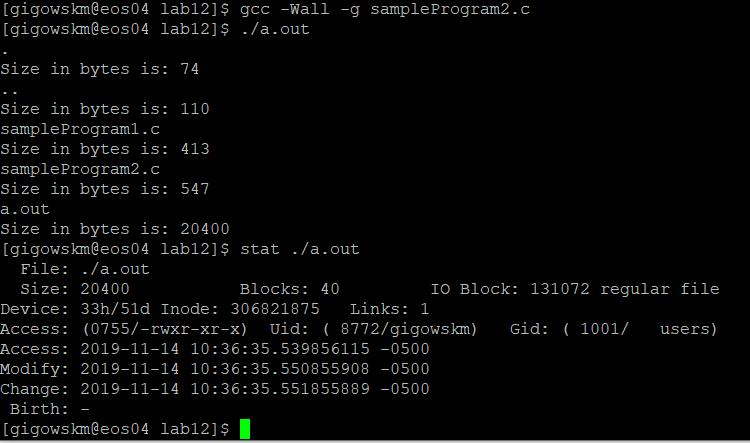 [gigowskm@eos04 lab12]$ gcc -Wall -g sampleProgram2.c
[gigowskm@eos04 lab12]$ ./a.out
.
Size in bytes is: 74
..
Size in bytes is: 110
sampleProgram1.c
Size in bytes is: 413
sampleProgram2.c
Size in bytes is: 547
a.out
Size in bytes is: 20400
[gigowskm@eos04 lab12]$ stat ./a.out
  File: ./a.out
  Size: 20400           Blocks: 40         IO Block: 131072 regular file
Device: 33h/51d Inode: 306821875   Links: 1
Access: (0755/-rwxr-xr-x)  Uid: ( 8772/gigowskm)   Gid: ( 1001/   users)
Access: 2019-11-14 10:36:35.539856115 -0500
Modify: 2019-11-14 10:36:35.550855908 -0500
Change: 2019-11-14 10:36:35.551855889 -0500
 Birth: -
[gigowskm@eos04 lab12]$